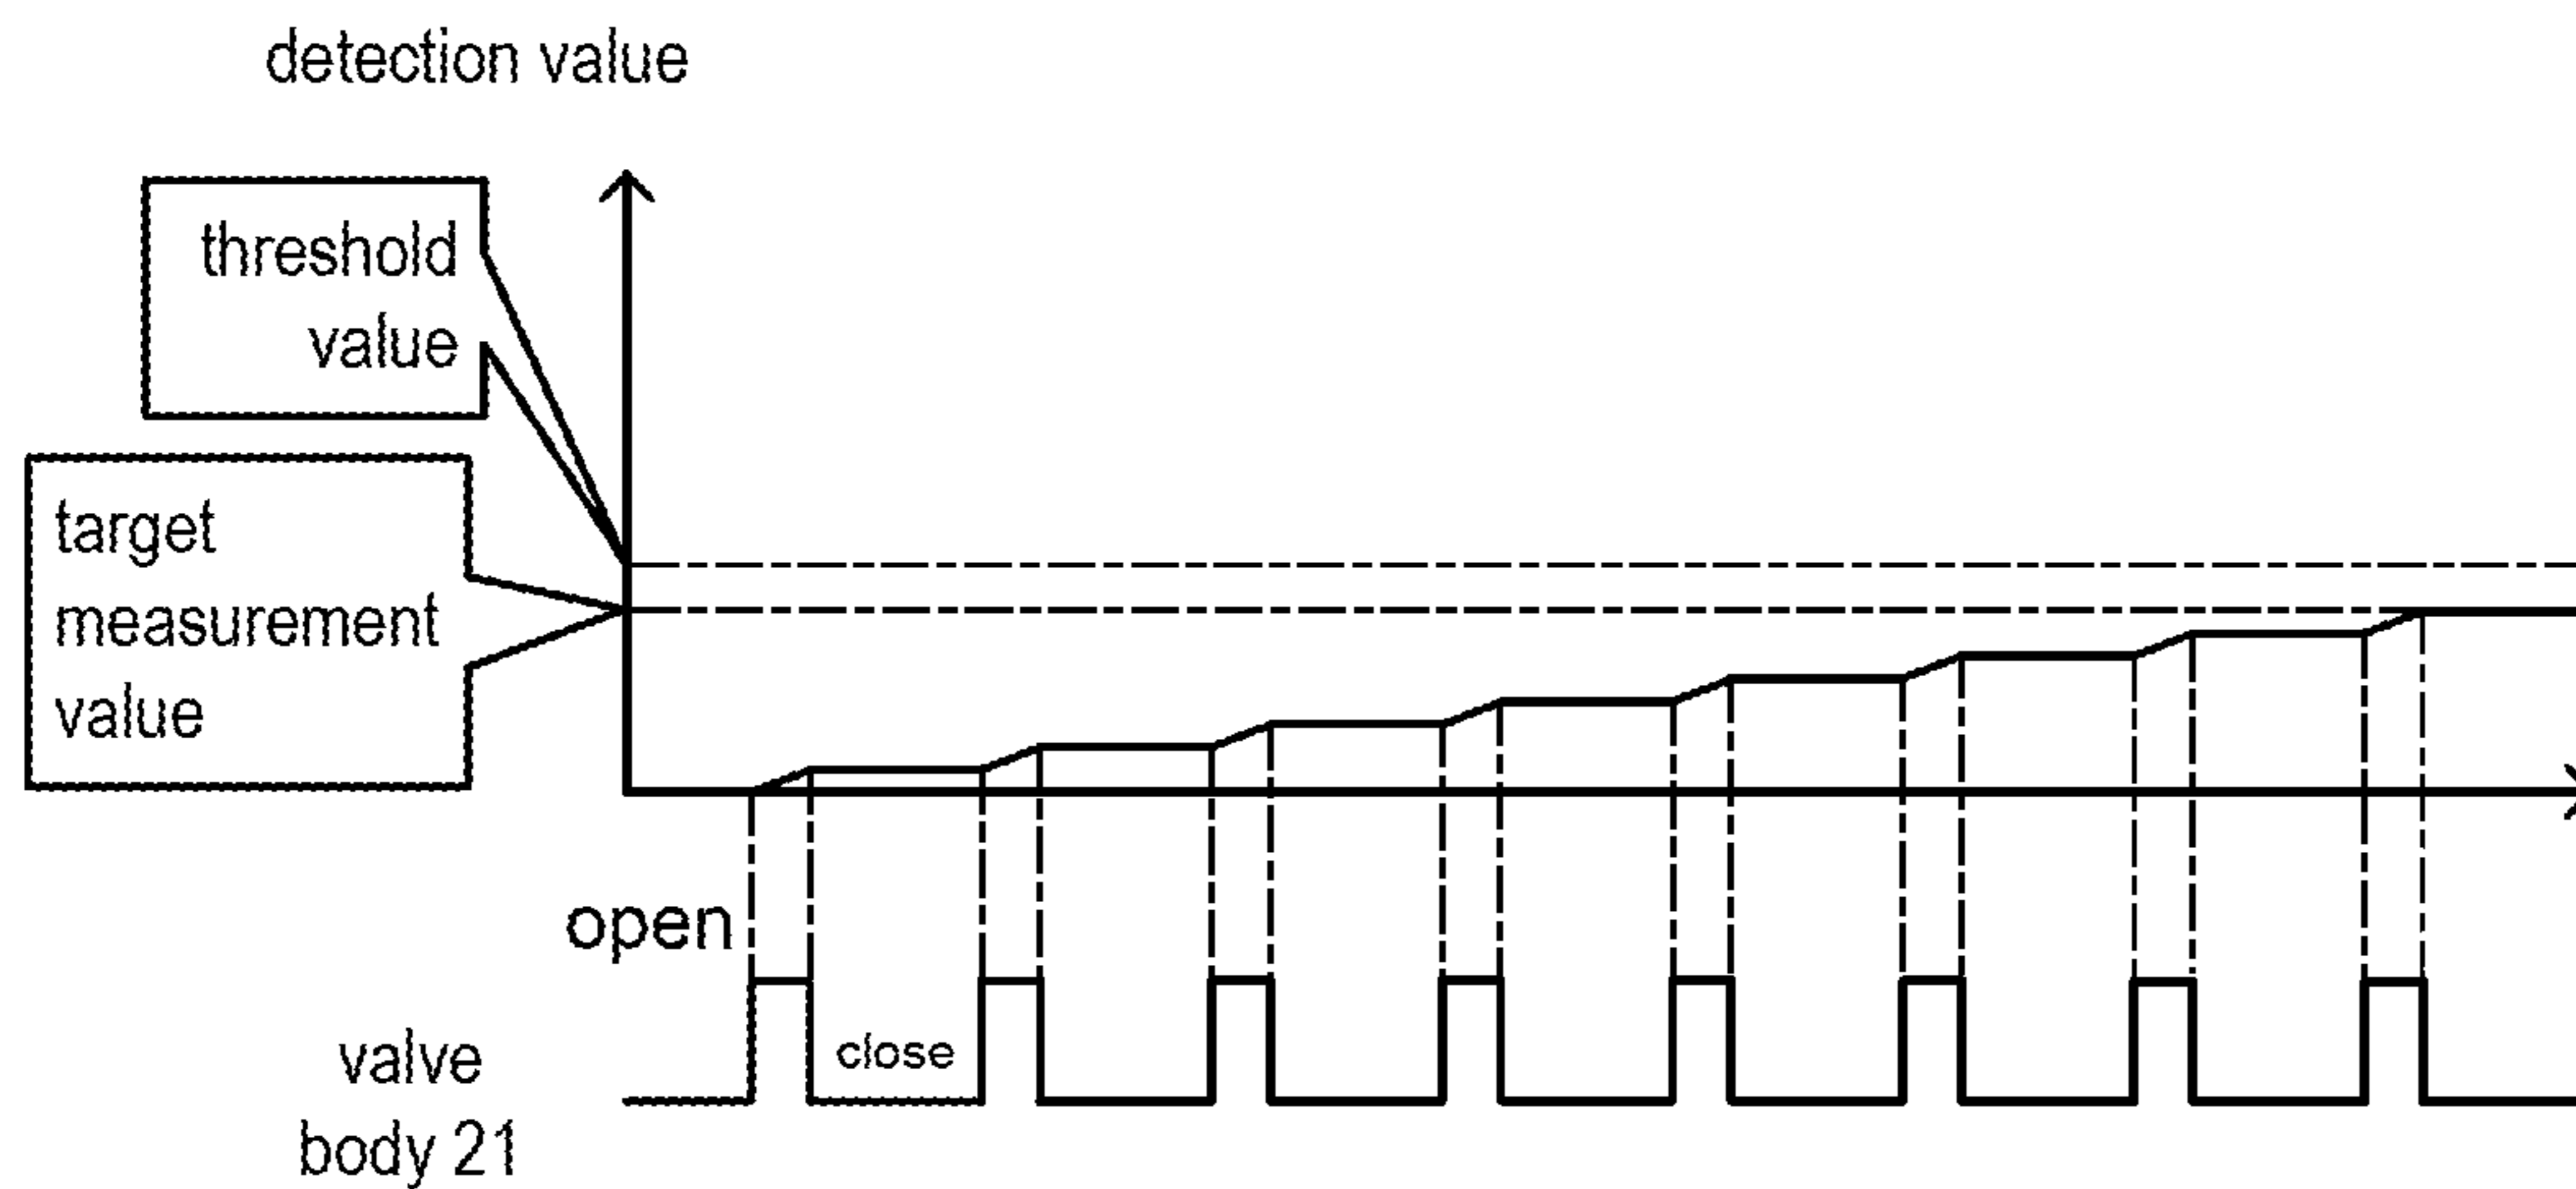 detection value
threshold
value
target
measurement
value
open
close
valve
body 21